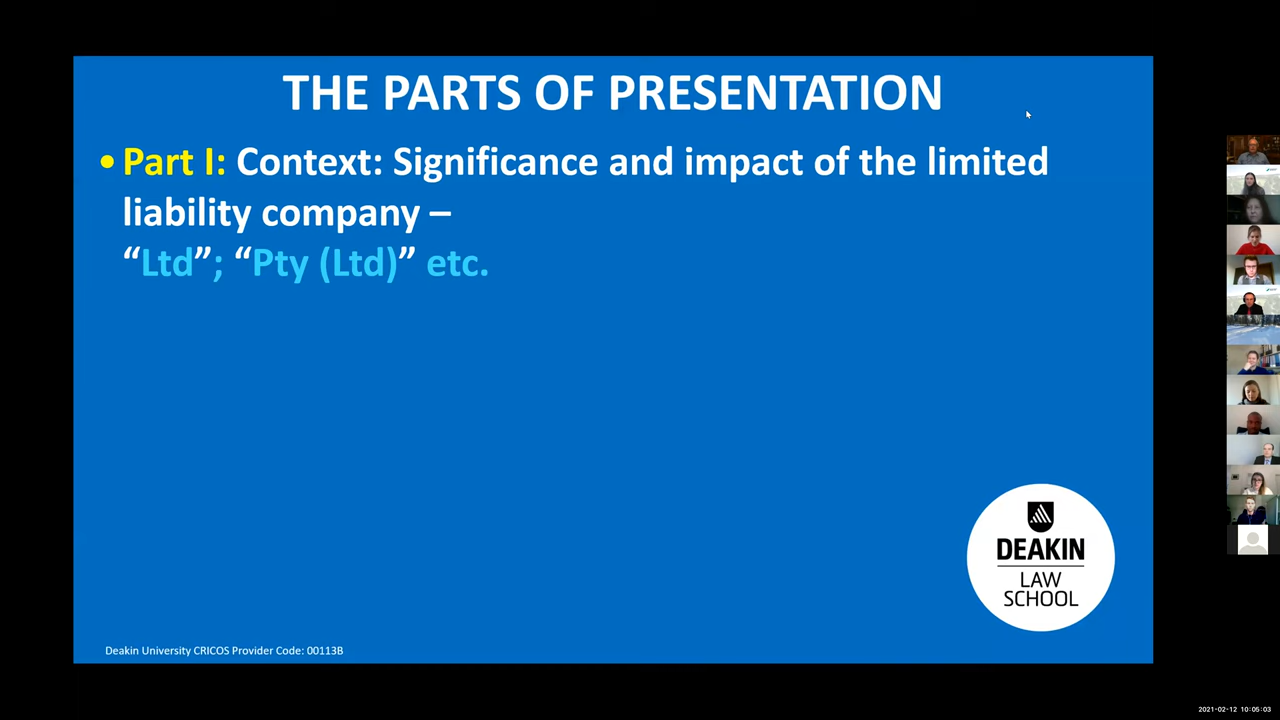 THE PARTS OF PRESENTATION
•Part I: Context: Significance and impact of the limited
liability company –
“Ltd”; “Pty (Ltd)” etc.
DEAKIN
LAW
SCHOOL
Deakin University CRICOS Provider Code: 00113B
2021-02-12 10:05:03